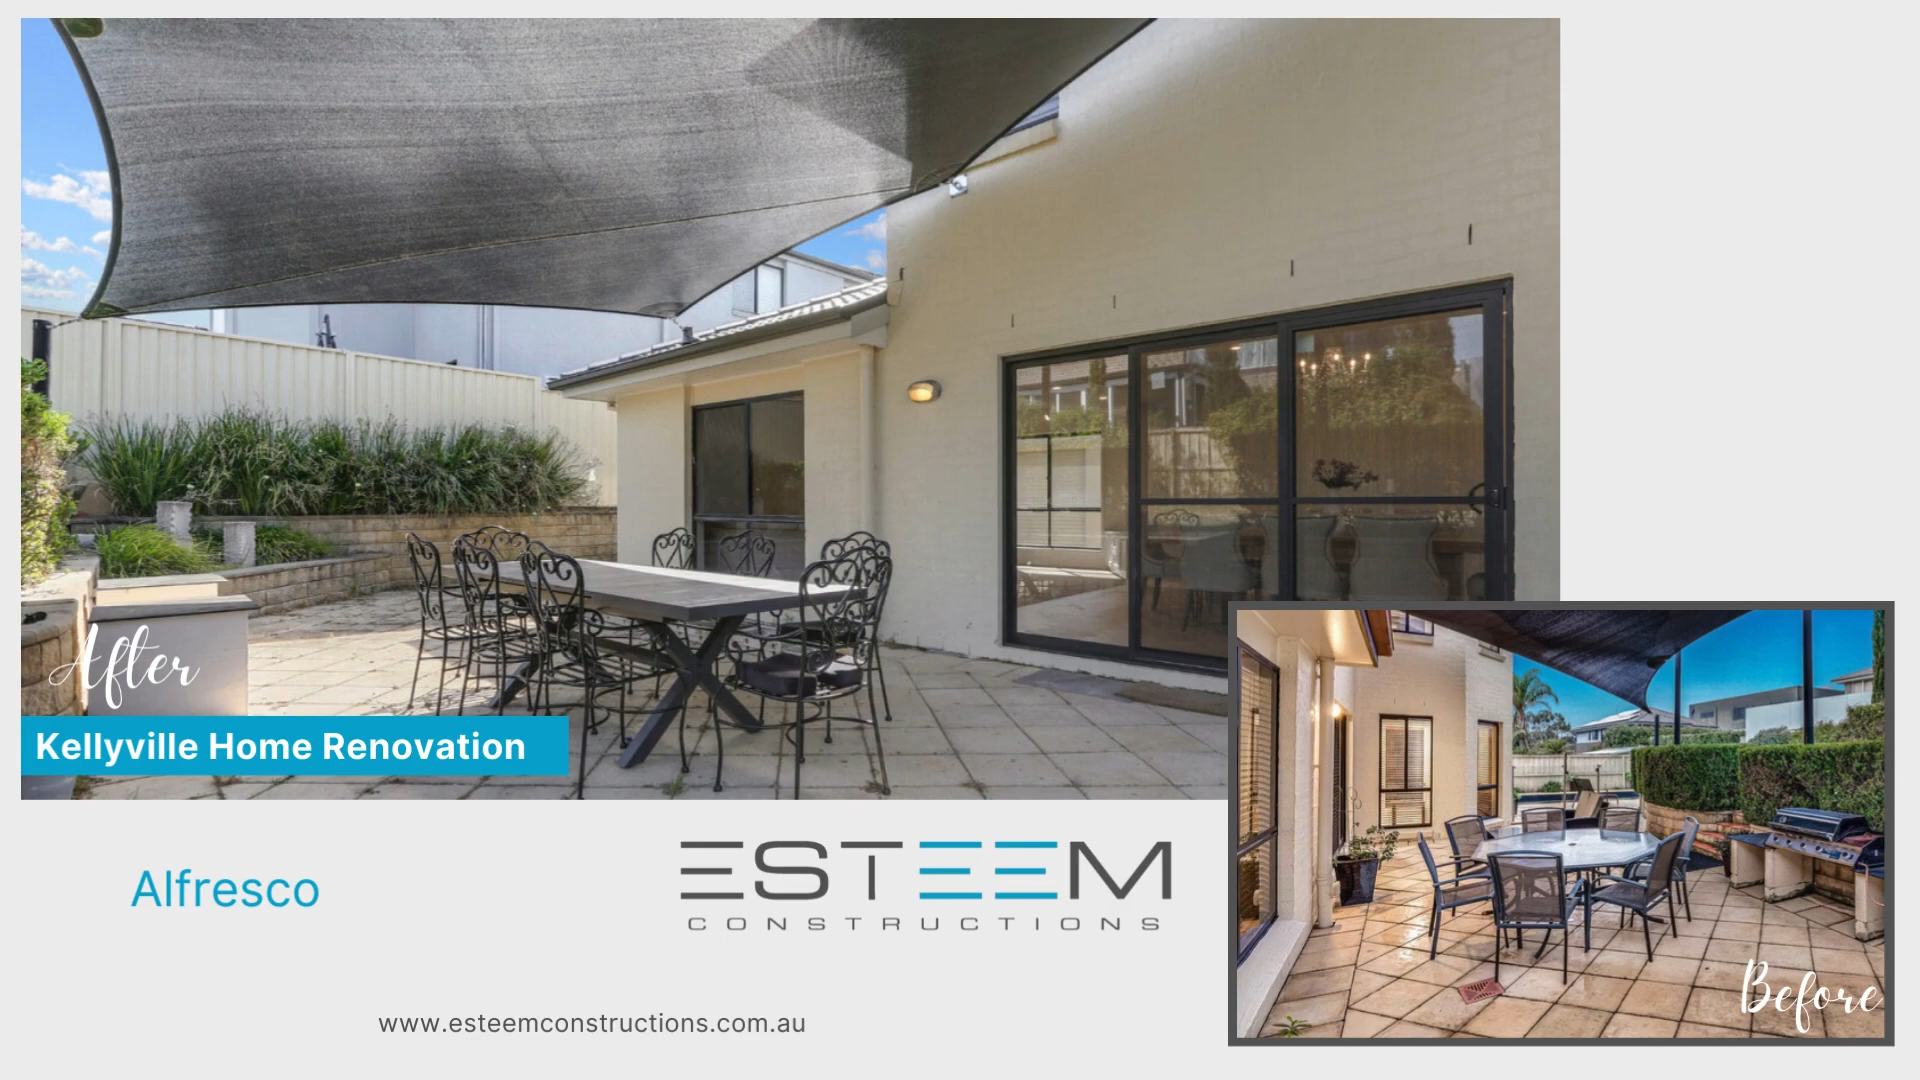 After
Kellyville Home Renovation
Alfresco
ESTEEM
CONSTRUCTIONS
www.esteemconstructions.com.au
Before